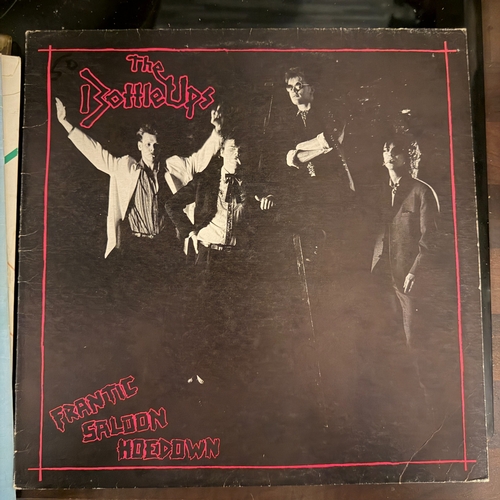 The
BottleUps
FRANTIC
SALOON
HOEDOWN